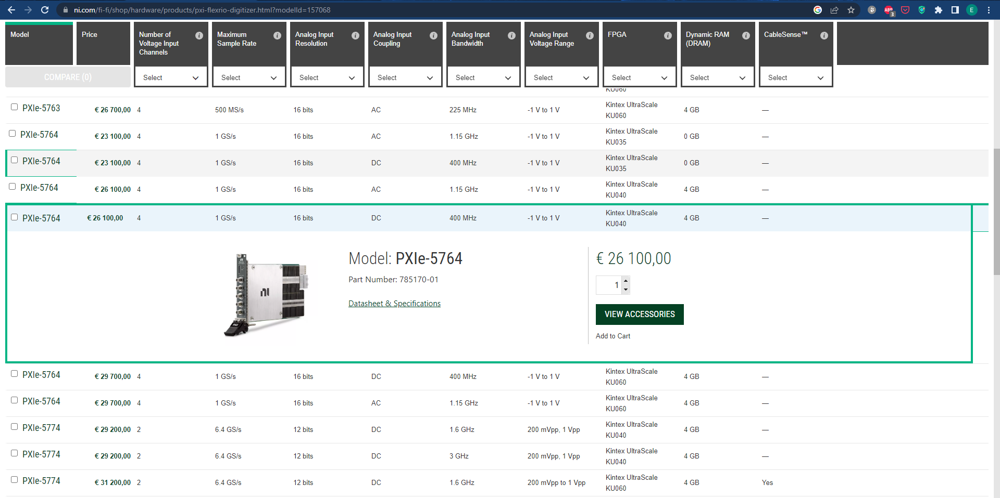 ni.com/fi-fi/shop/hardware/products/pxi-flexrio-digitizer.html?modelId=157068
ABP 3 E
Model Price Number of Voltage Input Channels Maximum Sample Rate Analog Input Resolution Analog Input Coupling Analog Input Bandwidth Analog Input Voltage Range FPGA Dynamic RAM (DRAM) CableSense™
COMPARE (0) Select Select Select Select Select Select Select Select Select
KU060
PXIe-5763 € 26 700,00 4 500 MS/s 16 bits AC 225 MHz -1 V to 1 V Kintex UltraScale KU060 4 GB —
PXIe-5764 € 23 100,00 4 1 GS/s 16 bits AC 1.15 GHz -1 V to 1 V Kintex UltraScale KU035 0 GB —
PXIe-5764 € 23 100,00 4 1 GS/s 16 bits DC 400 MHz -1 V to 1 V Kintex UltraScale KU035 0 GB —
PXIe-5764 € 26 100,00 4 1 GS/s 16 bits AC 1.15 GHz -1 V to 1 V Kintex UltraScale KU040 4 GB —
PXIe-5764 € 26 100,00 4 1 GS/s 16 bits DC 400 MHz -1 V to 1 V Kintex UltraScale KU040 4 GB —
Model: PXIe-5764
Part Number: 785170-01
Datasheet & Specifications
€ 26 100,00
1
VIEW ACCESSORIES
Add to Cart
PXIe-5764 € 29 700,00 4 1 GS/s 16 bits DC 400 MHz -1 V to 1 V Kintex UltraScale KU060 4 GB —
PXIe-5764 € 29 700,00 4 1 GS/s 16 bits AC 1.15 GHz -1 V to 1 V Kintex UltraScale KU060 4 GB —
PXIe-5774 € 29 200,00 2 6.4 GS/s 12 bits DC 1.6 GHz 200 mVpp, 1 Vpp Kintex UltraScale KU040 4 GB —
PXIe-5774 € 29 200,00 2 6.4 GS/s 12 bits DC 3 GHz 200 mVpp, 1 Vpp Kintex UltraScale KU040 4 GB —
PXIe-5774 € 31 200,00 2 6.4 GS/s 12 bits DC 1.6 GHz 200 mVpp to 1 Vpp Kintex UltraScale KU060 4 GB Yes